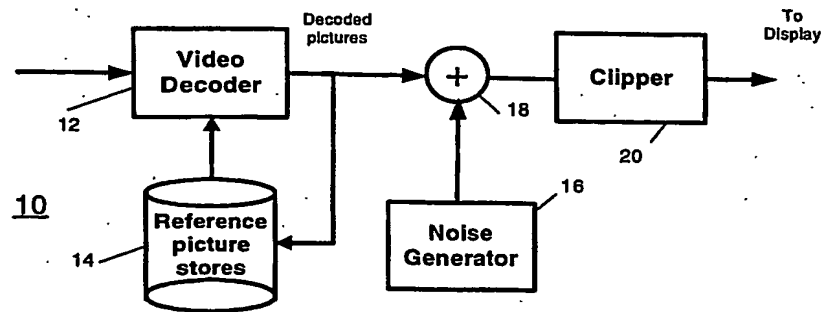 Decoded
pictures
To
Display
Video
Decoder
12
+
18
Clipper
20
10
14
Reference
picture
stores
16
Noise
Generator